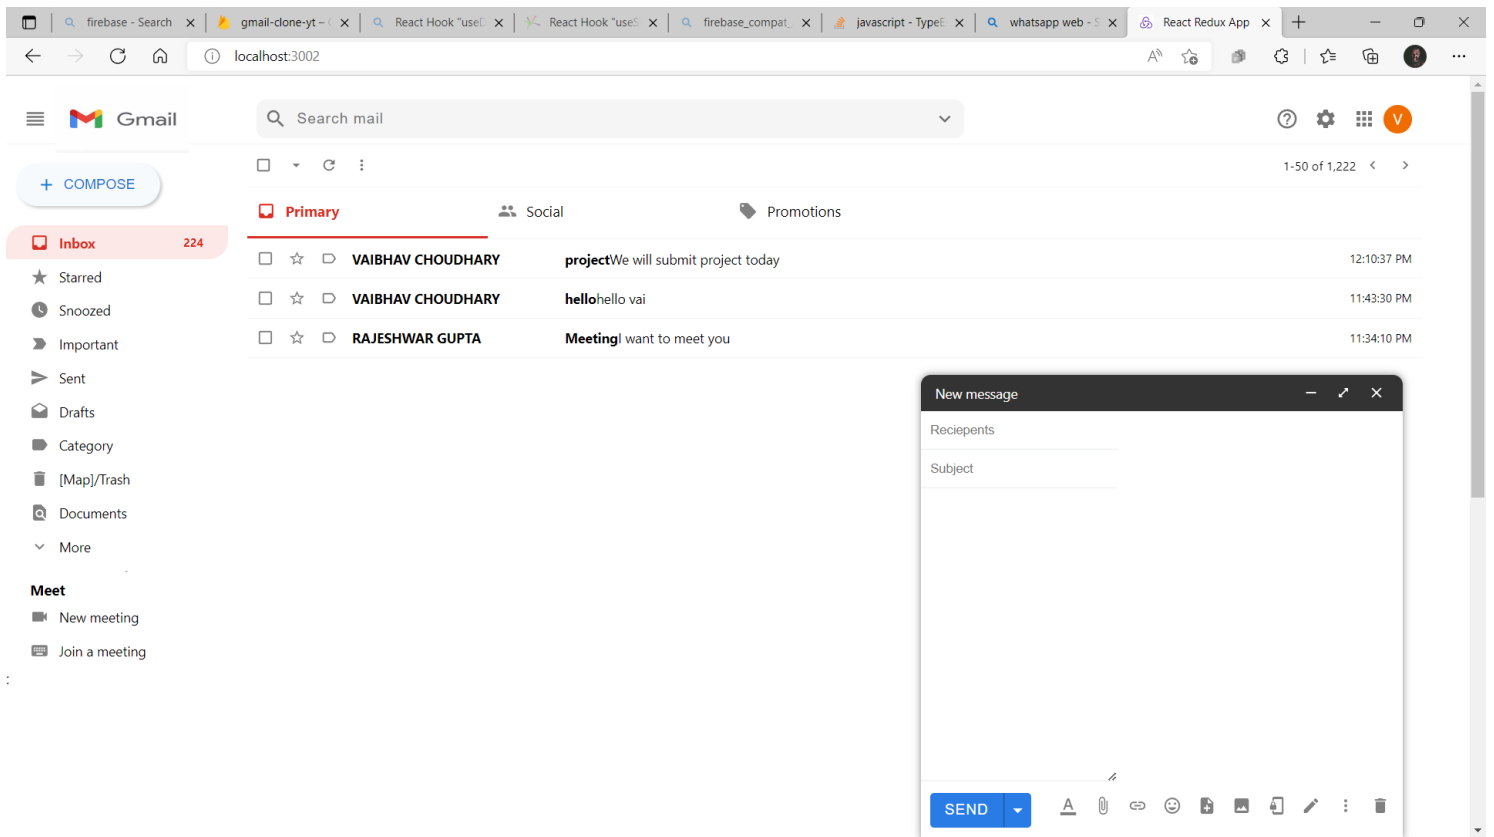 firebase - Search
gmail-clone-yt –
React Hook "useD
React Hook "useS
firebase_compat_
javascript - TypeE
whatsapp web - S
React Redux App
localhost:3002
Gmail
Search mail
V
COMPOSE
1-50 of 1,222
Primary
Social
Promotions
Inbox 224
VAIBHAV CHOUDHARY projectWe will submit project today 12:10:37 PM
Starred
VAIBHAV CHOUDHARY hellohello vai 11:43:30 PM
Snoozed
RAJESHWAR GUPTA MeetingI want to meet you 11:34:10 PM
Important
Sent
Drafts
Category
[Map]/Trash
Documents
More
Meet
New meeting
Join a meeting
:
New message
Reciepents
Subject
SEND